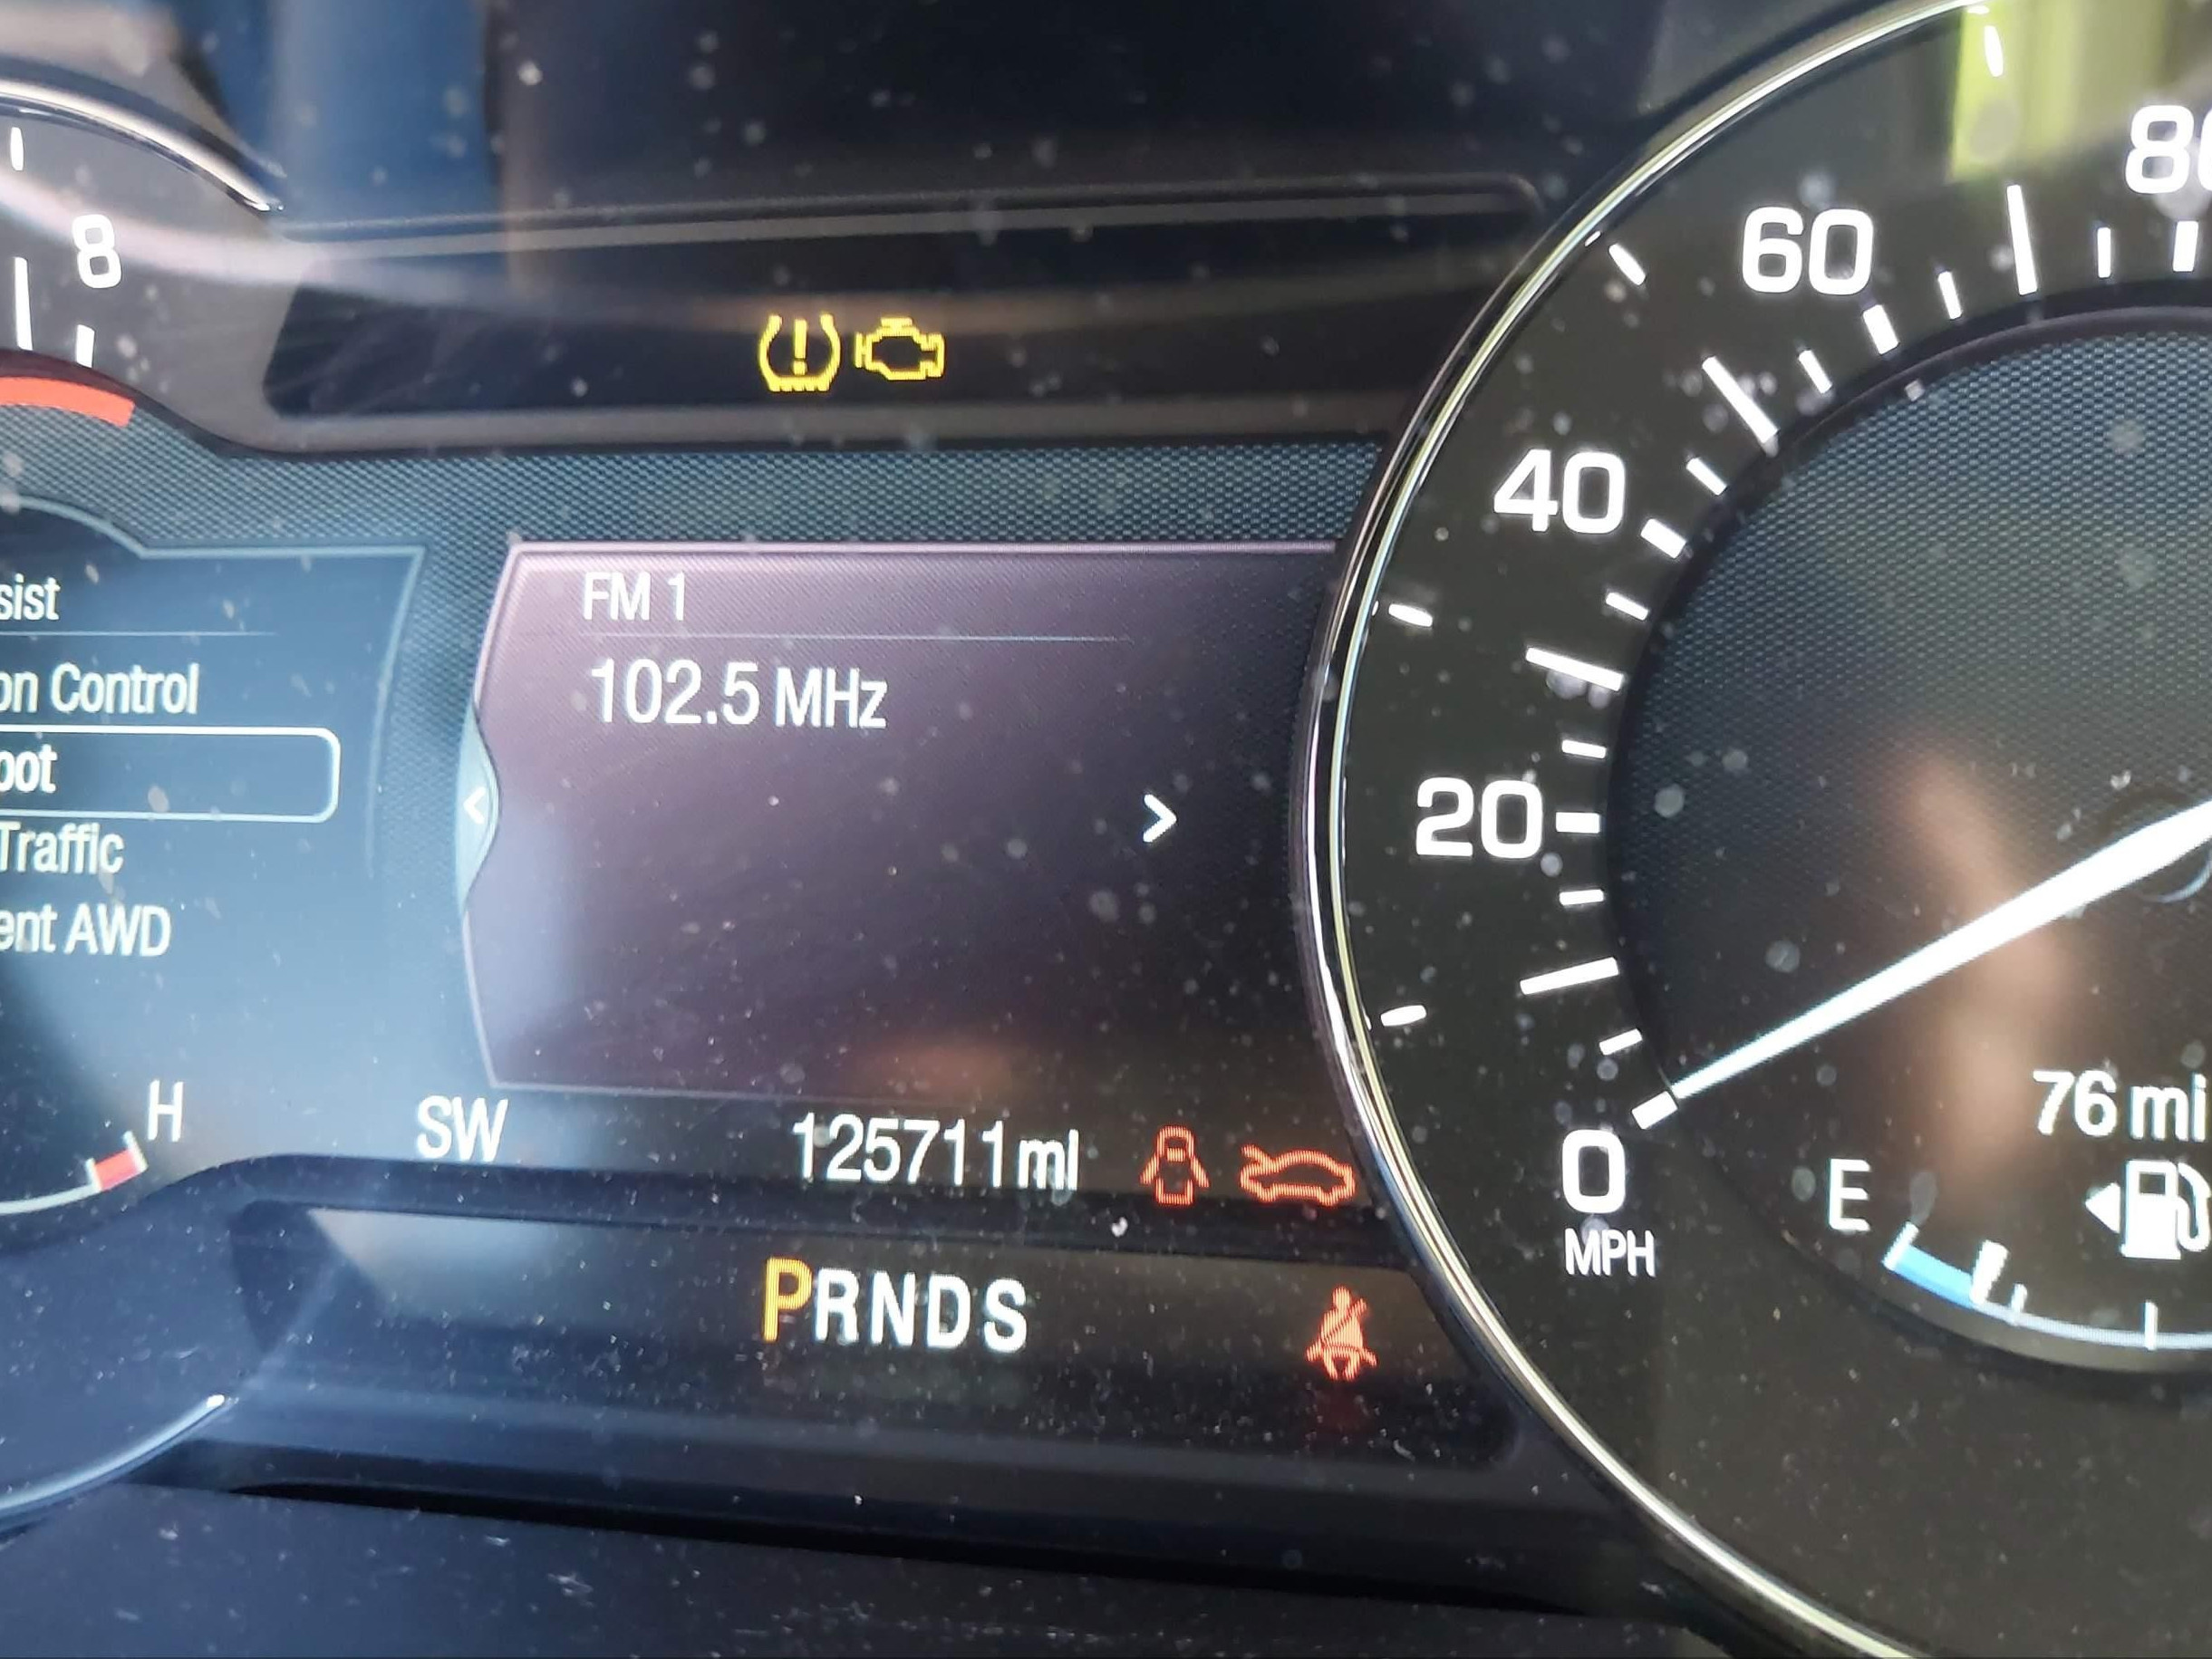 8
80
60
40
20
0
MPH
sist
on Control
oot
Traffic
ent AWD
FM 1
102.5 MHz
H
SW
125711 mi
76 mi
E
PRNDS